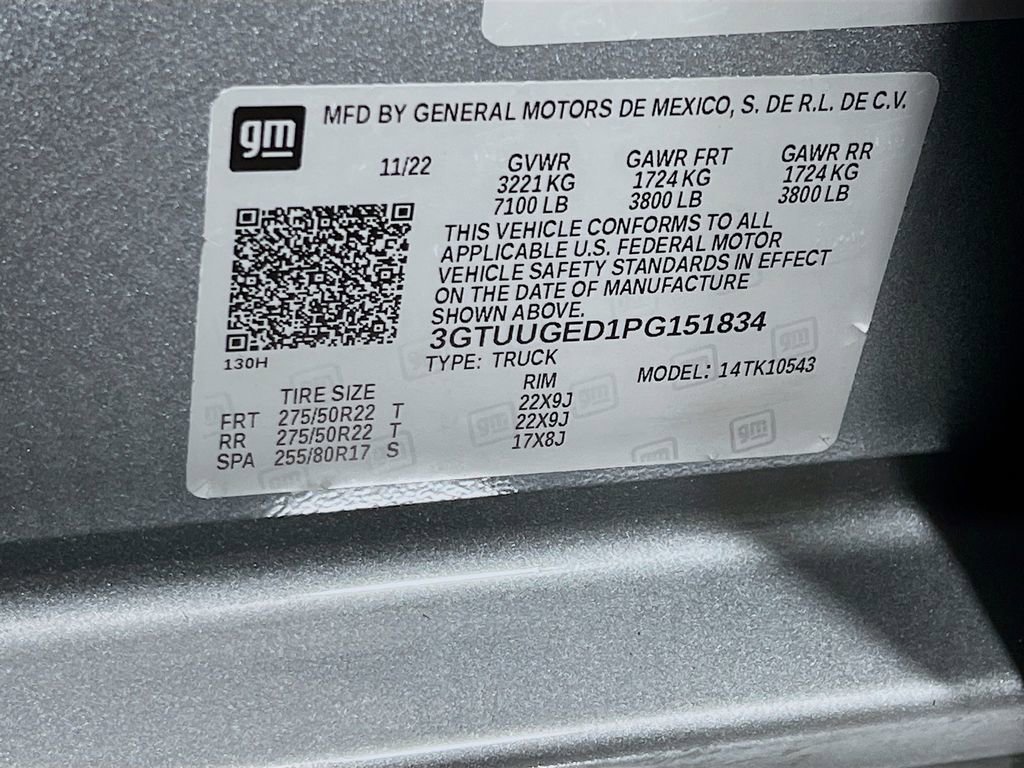 gm
MFD BY GENERAL MOTORS DE MEXICO, S. DE R.L. DE C.V.
11/22
GVWR GAWR FRT GAWR RR
3221 KG 1724 KG 1724 KG
7100 LB 3800 LB 3800 LB
THIS VEHICLE CONFORMS TO ALL
APPLICABLE U.S. FEDERAL MOTOR
VEHICLE SAFETY STANDARDS IN EFFECT
ON THE DATE OF MANUFACTURE
SHOWN ABOVE.
3GTUUGED1PG151834
130H
TYPE: TRUCK MODEL: 14TK10543
TIRE SIZE RIM
FRT 275/50R22 T 22X9J
RR 275/50R22 T 22X9J
SPA 255/80R17 S 17X8J